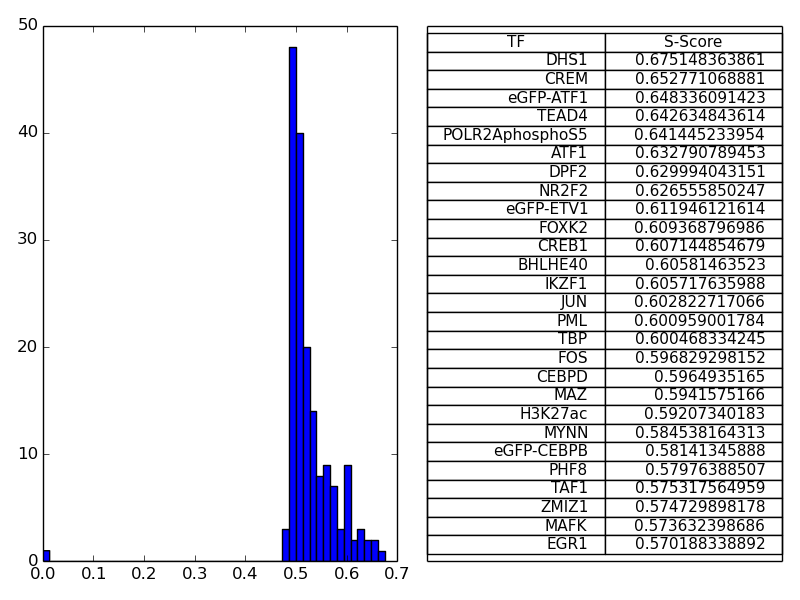 50
40
30
20
10
0
0.0 0.1 0.2 0.3 0.4 0.5 0.6 0.7
TF S-Score
DHS1 0.675148363861
CREM 0.652771068881
eGFP-ATF1 0.648336091423
TEAD4 0.642634843614
POLR2AphosphoS5 0.641445233954
ATF1 0.632790789453
DPF2 0.629994043151
NR2F2 0.626555850247
eGFP-ETV1 0.611946121614
FOXK2 0.609368796986
CREB1 0.607144854679
BHLHE40 0.60581463523
IKZF1 0.605717635988
JUN 0.602822717066
PML 0.600959001784
TBP 0.600468334245
FOS 0.596829298152
CEBPD 0.5964935165
MAZ 0.5941575166
H3K27ac 0.59207340183
MYNN 0.584538164313
eGFP-CEBPB 0.58141345888
PHF8 0.57976388507
TAF1 0.575317564959
ZMIZ1 0.574729898178
MAFK 0.573632398686
EGR1 0.570188338892